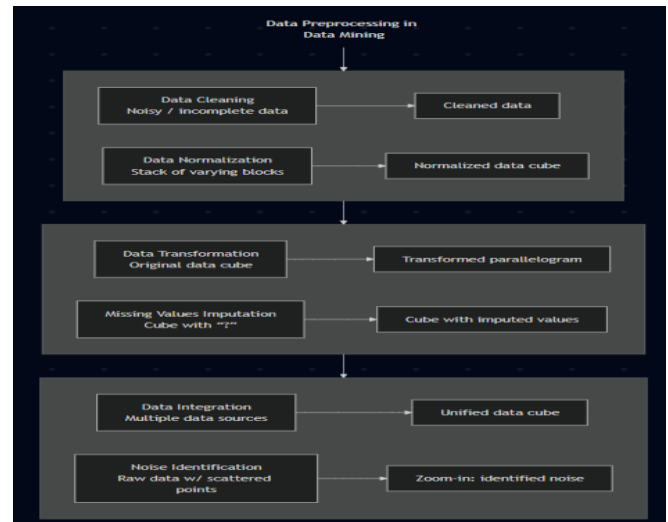 Data Preprocessing in
Data Mining
Data Cleaning
Noisy / incomplete data
Cleaned data
Data Normalization
Stack of varying blocks
Normalized data cube
Data Transformation
Original data cube
Transformed parallelogram
Missing Values Imputation
Cube with "?"
Cube with imputed values
Data Integration
Multiple data sources
Unified data cube
Noise Identification
Raw data w/ scattered
points
Zoom-in: identified noise